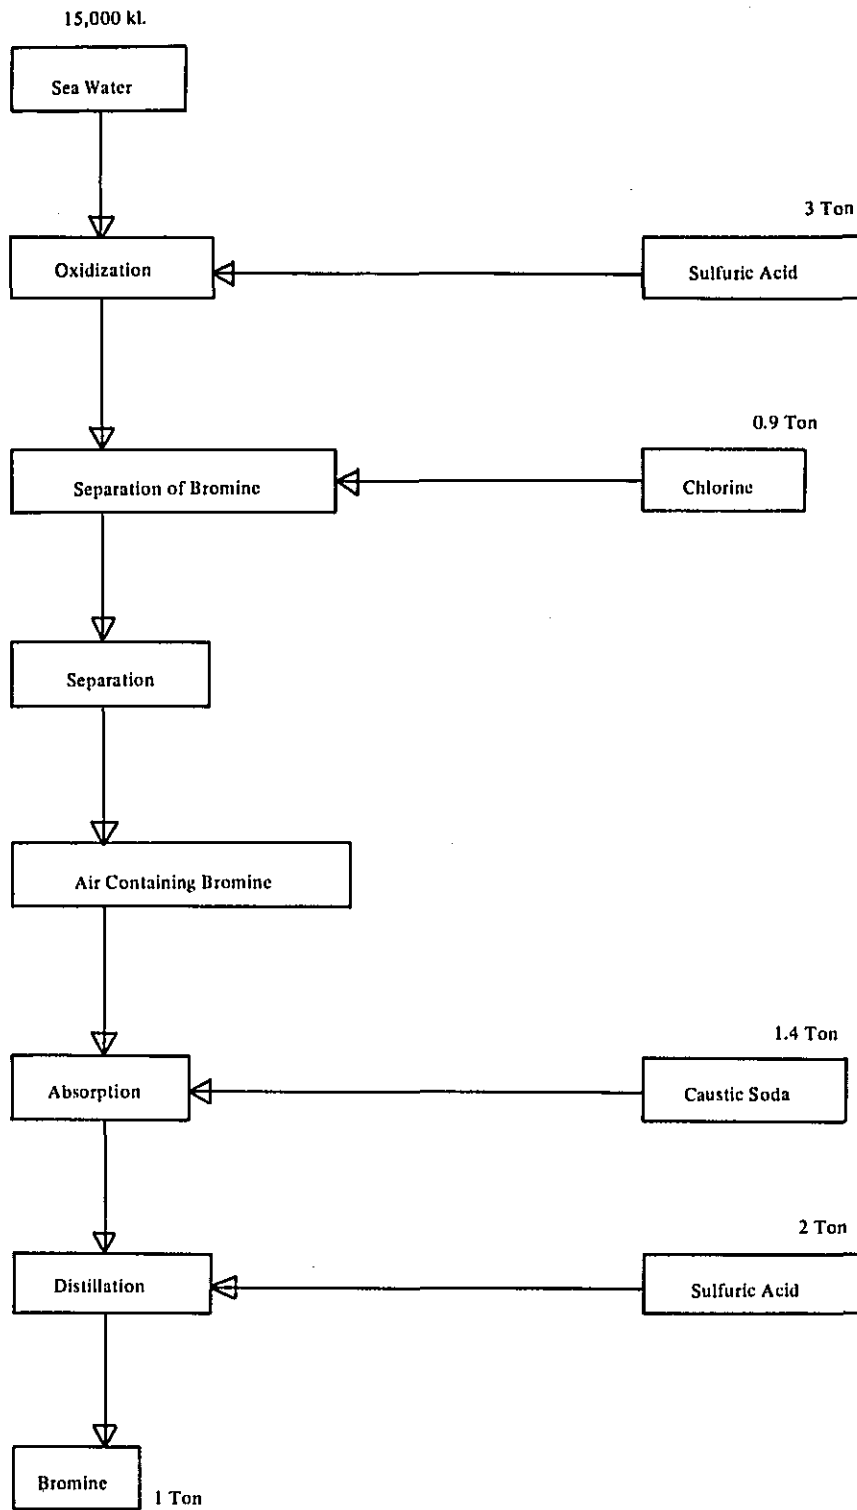 15,000 kl.
Sea Water
3 Ton
Oxidization
Sulfuric Acid
0.9 Ton
Separation of Bromine
Chlorine
Separation
Air Containing Bromine
1.4 Ton
Absorption
Caustic Soda
2 Ton
Distillation
Sulfuric Acid
Bromine
1 Ton